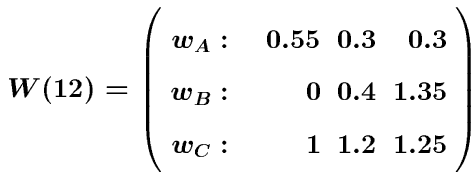 w_A : 0.55 0.3 0.3
W(12) = ( w_B : 0 0.4 1.35 )
w_C : 1 1.2 1.25